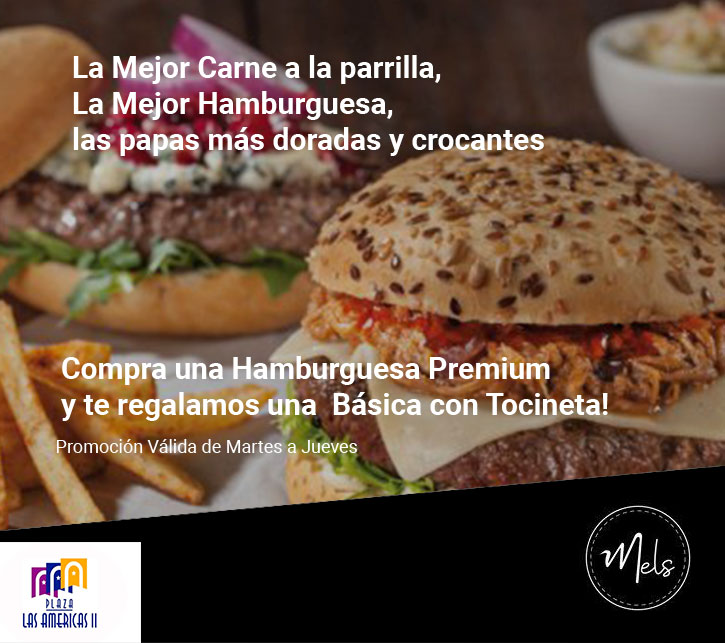 La Mejor Carne a la parrilla,
La Mejor Hamburguesa,
las papas más doradas y crocantes
Compra una Hamburguesa Premium
y te regalamos una Básica con Tocineta!
Promoción Válida de Martes a Jueves
Mels
PLAZA
LAS AMERICAS II